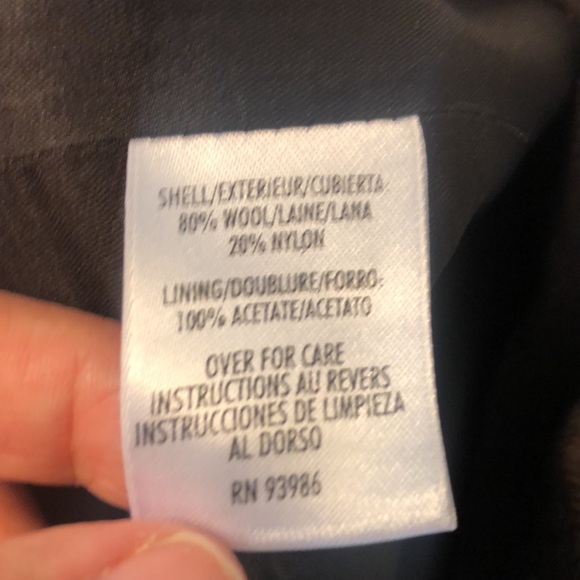 SHELL/EXTERIEUR/CUBIERTA:
80% WOOL/LAINE/LANA
20% NYLON
LINING/DOUBLURE/FORRO:
100% ACETATE/ACETATO
OVER FOR CARE
INSTRUCTIONS AU REVERS
INSTRUCCIONES DE LIMPIEZA
AL DORSO
RN 93986